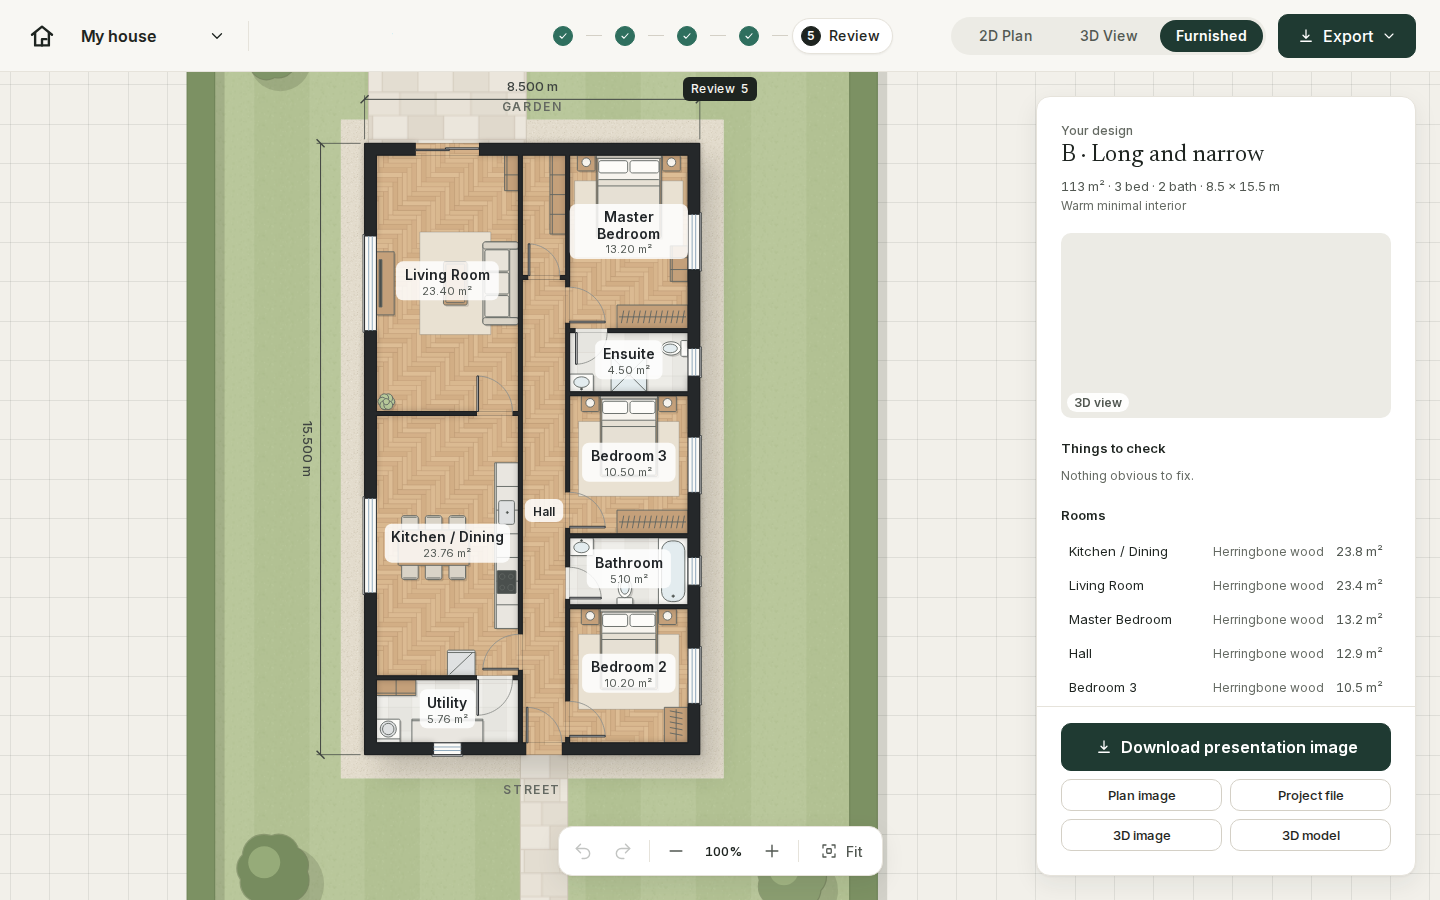 My house
5 Review
2D Plan
3D View
Furnished
Export
8.500 m
Review 5
GARDEN
Master
Bedroom
13.20 m²
Living Room
23.40 m²
Ensuite
4.50 m²
15.500 m
Bedroom 3
10.50 m²
Hall
Kitchen / Dining
23.76 m²
Bathroom
5.10 m²
Bedroom 2
10.20 m²
Utility
5.76 m²
STREET
100%
Fit
Your design
B · Long and narrow
113 m² · 3 bed · 2 bath · 8.5 × 15.5 m
Warm minimal interior
3D view
Things to check
Nothing obvious to fix.
Rooms
Kitchen / Dining Herringbone wood 23.8 m²
Living Room Herringbone wood 23.4 m²
Master Bedroom Herringbone wood 13.2 m²
Hall Herringbone wood 12.9 m²
Bedroom 3 Herringbone wood 10.5 m²
Download presentation image
Plan image
Project file
3D image
3D model